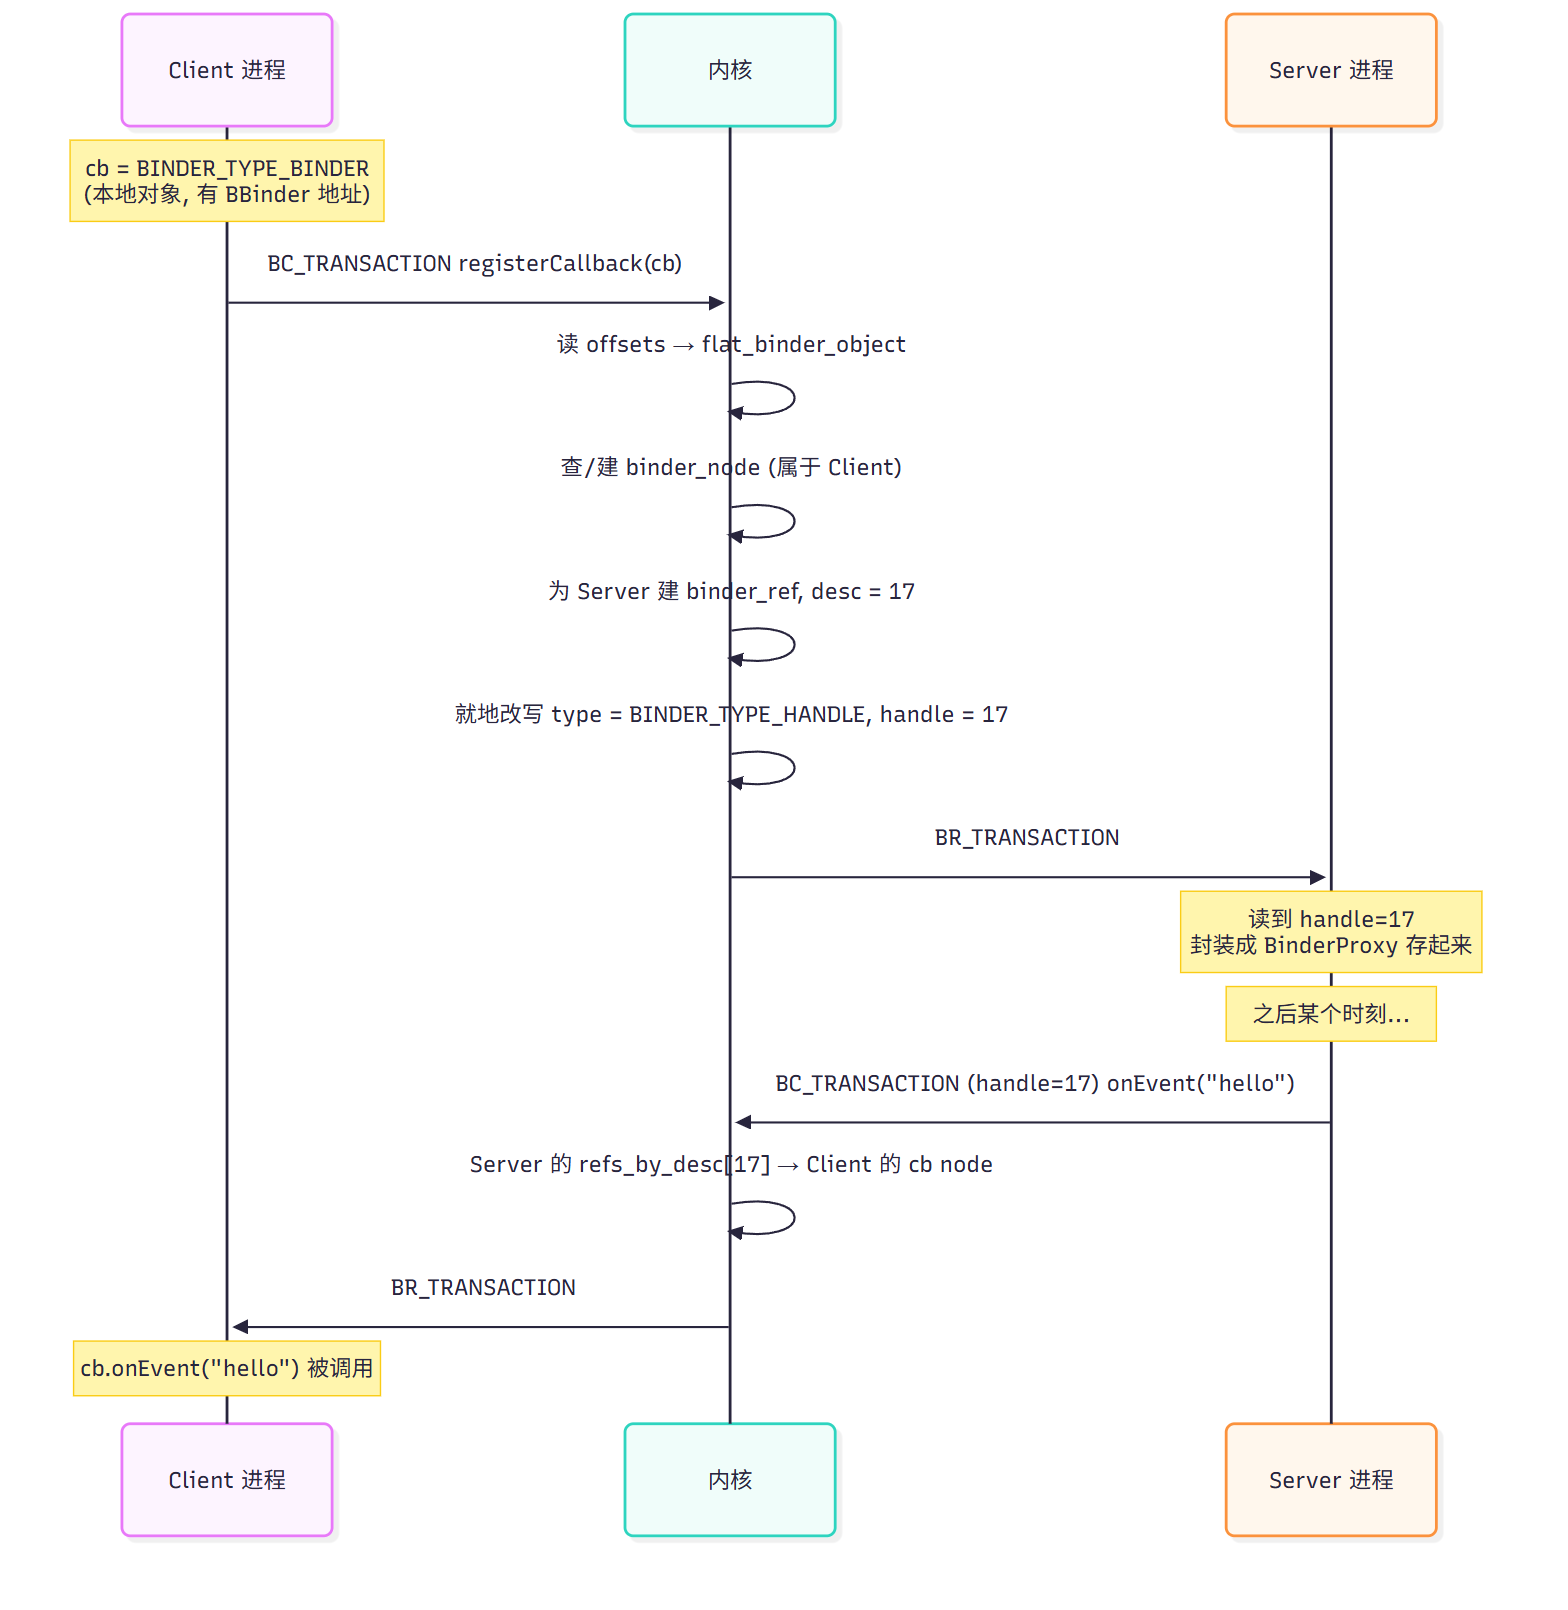 Client 进程
内核
Server 进程
cb = BINDER_TYPE_BINDER
(本地对象, 有 BBinder 地址)
BC_TRANSACTION registerCallback(cb)
读 offsets → flat_binder_object
查/建 binder_node (属于 Client)
为 Server 建 binder_ref, desc = 17
就地改写 type = BINDER_TYPE_HANDLE, handle = 17
BR_TRANSACTION
读到 handle=17
封装成 BinderProxy 存起来
之后某个时刻...
BC_TRANSACTION (handle=17) onEvent("hello")
Server 的 refs_by_desc[17] → Client 的 cb node
BR_TRANSACTION
cb.onEvent("hello") 被调用
Client 进程
内核
Server 进程